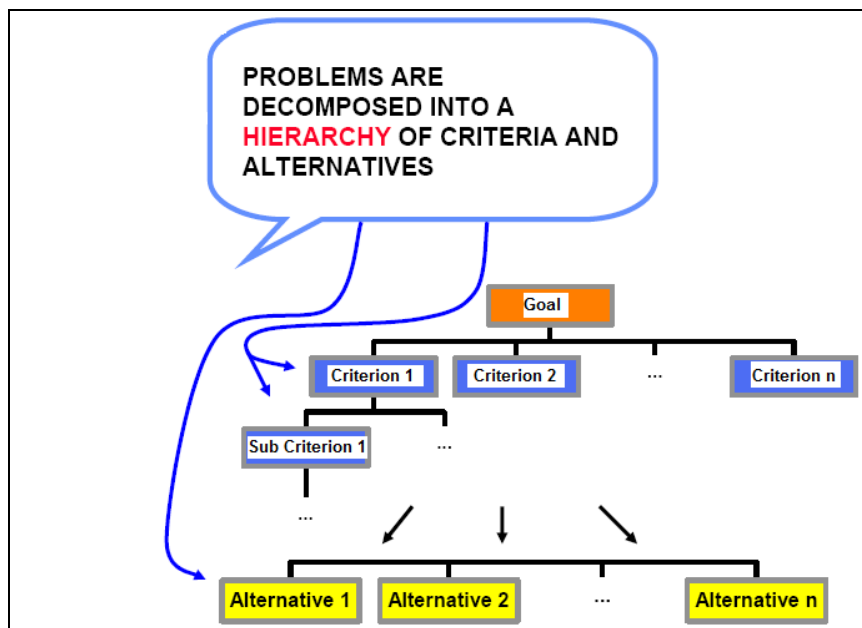 PROBLEMS ARE
DECOMPOSED INTO A
HIERARCHY OF CRITERIA AND
ALTERNATIVES
Goal
Criterion 1 Criterion 2 ... Criterion n
Sub Criterion 1 ...
...
Alternative 1 Alternative 2 ... Alternative n